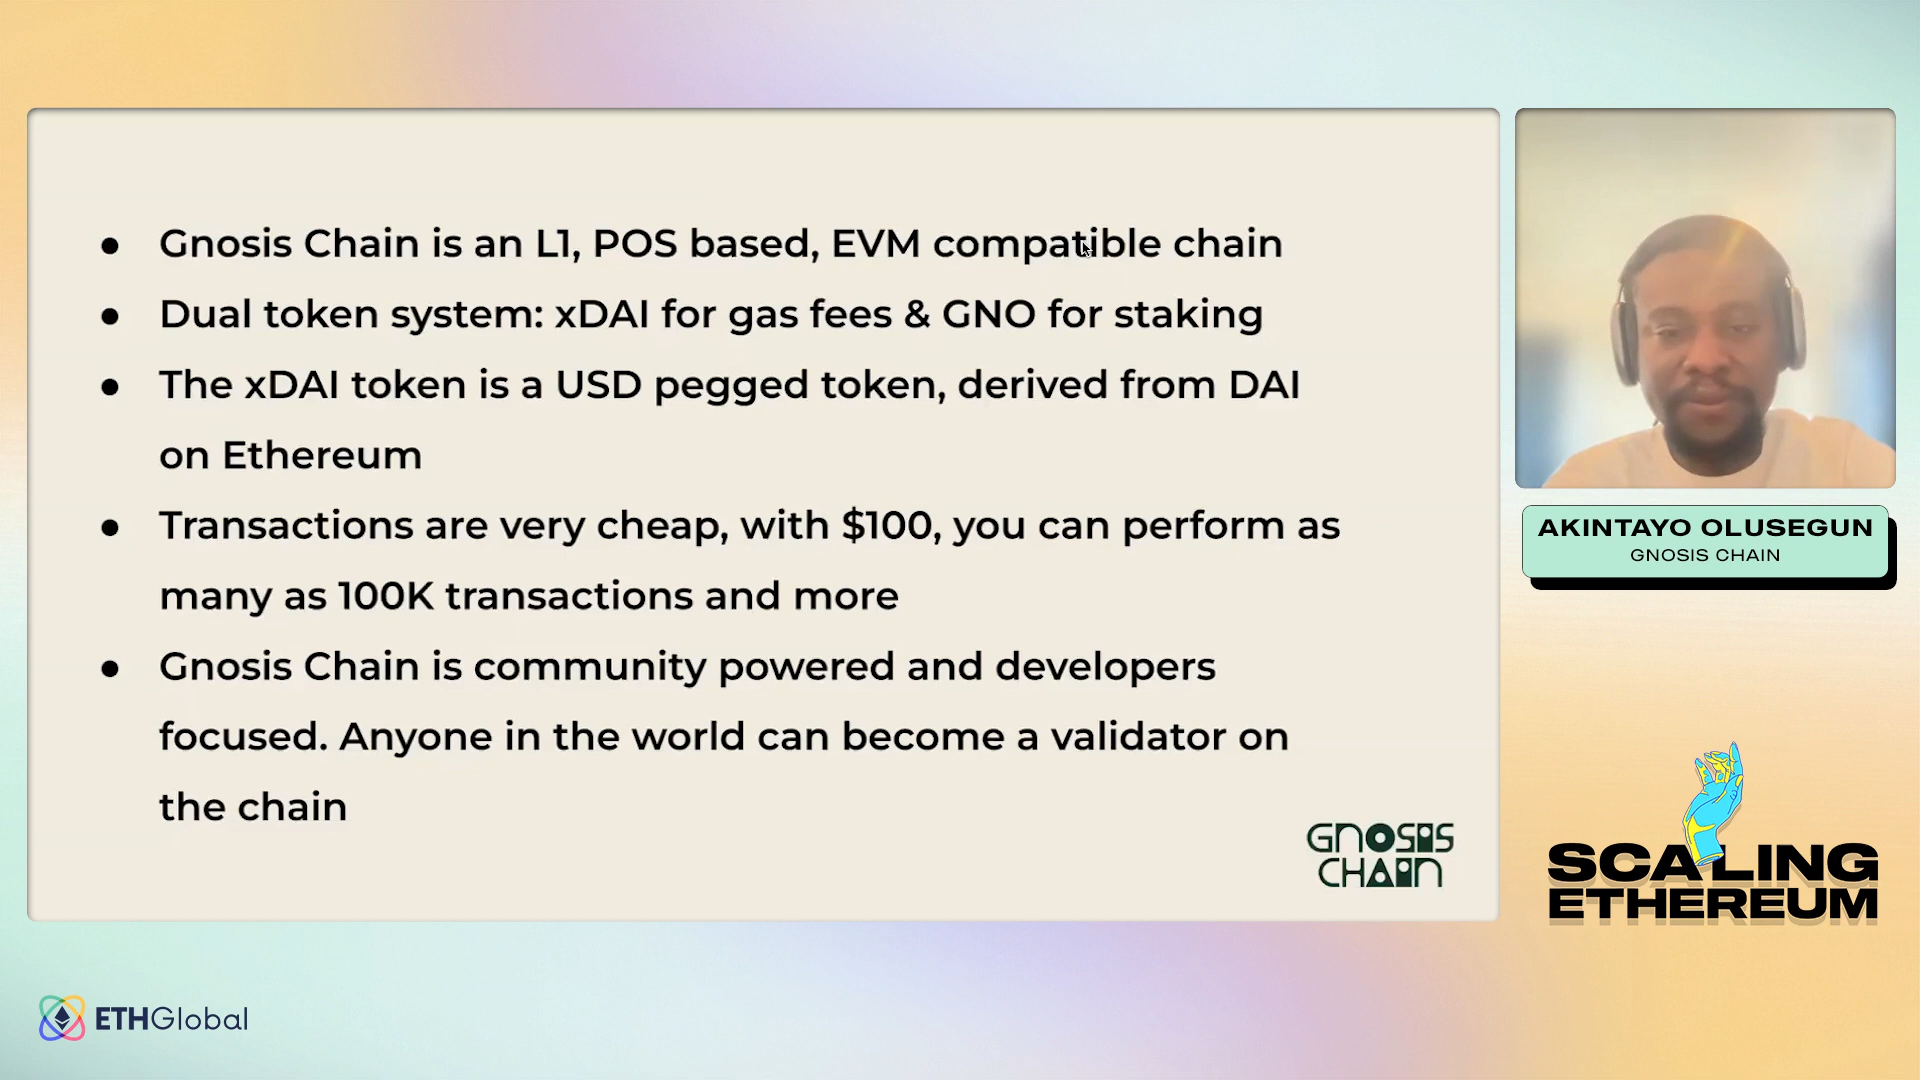 ● Gnosis Chain is an L1, POS based, EVM compatible chain
● Dual token system: xDAI for gas fees & GNO for staking
● The xDAI token is a USD pegged token, derived from DAI
on Ethereum
● Transactions are very cheap, with $100, you can perform as
many as 100K transactions and more
● Gnosis Chain is community powered and developers
focused. Anyone in the world can become a validator on
the chain
GNOSIS
CHAIN
AKINTAYO OLUSEGUN
GNOSIS CHAIN
SCALING
ETHEREUM
ETHGlobal